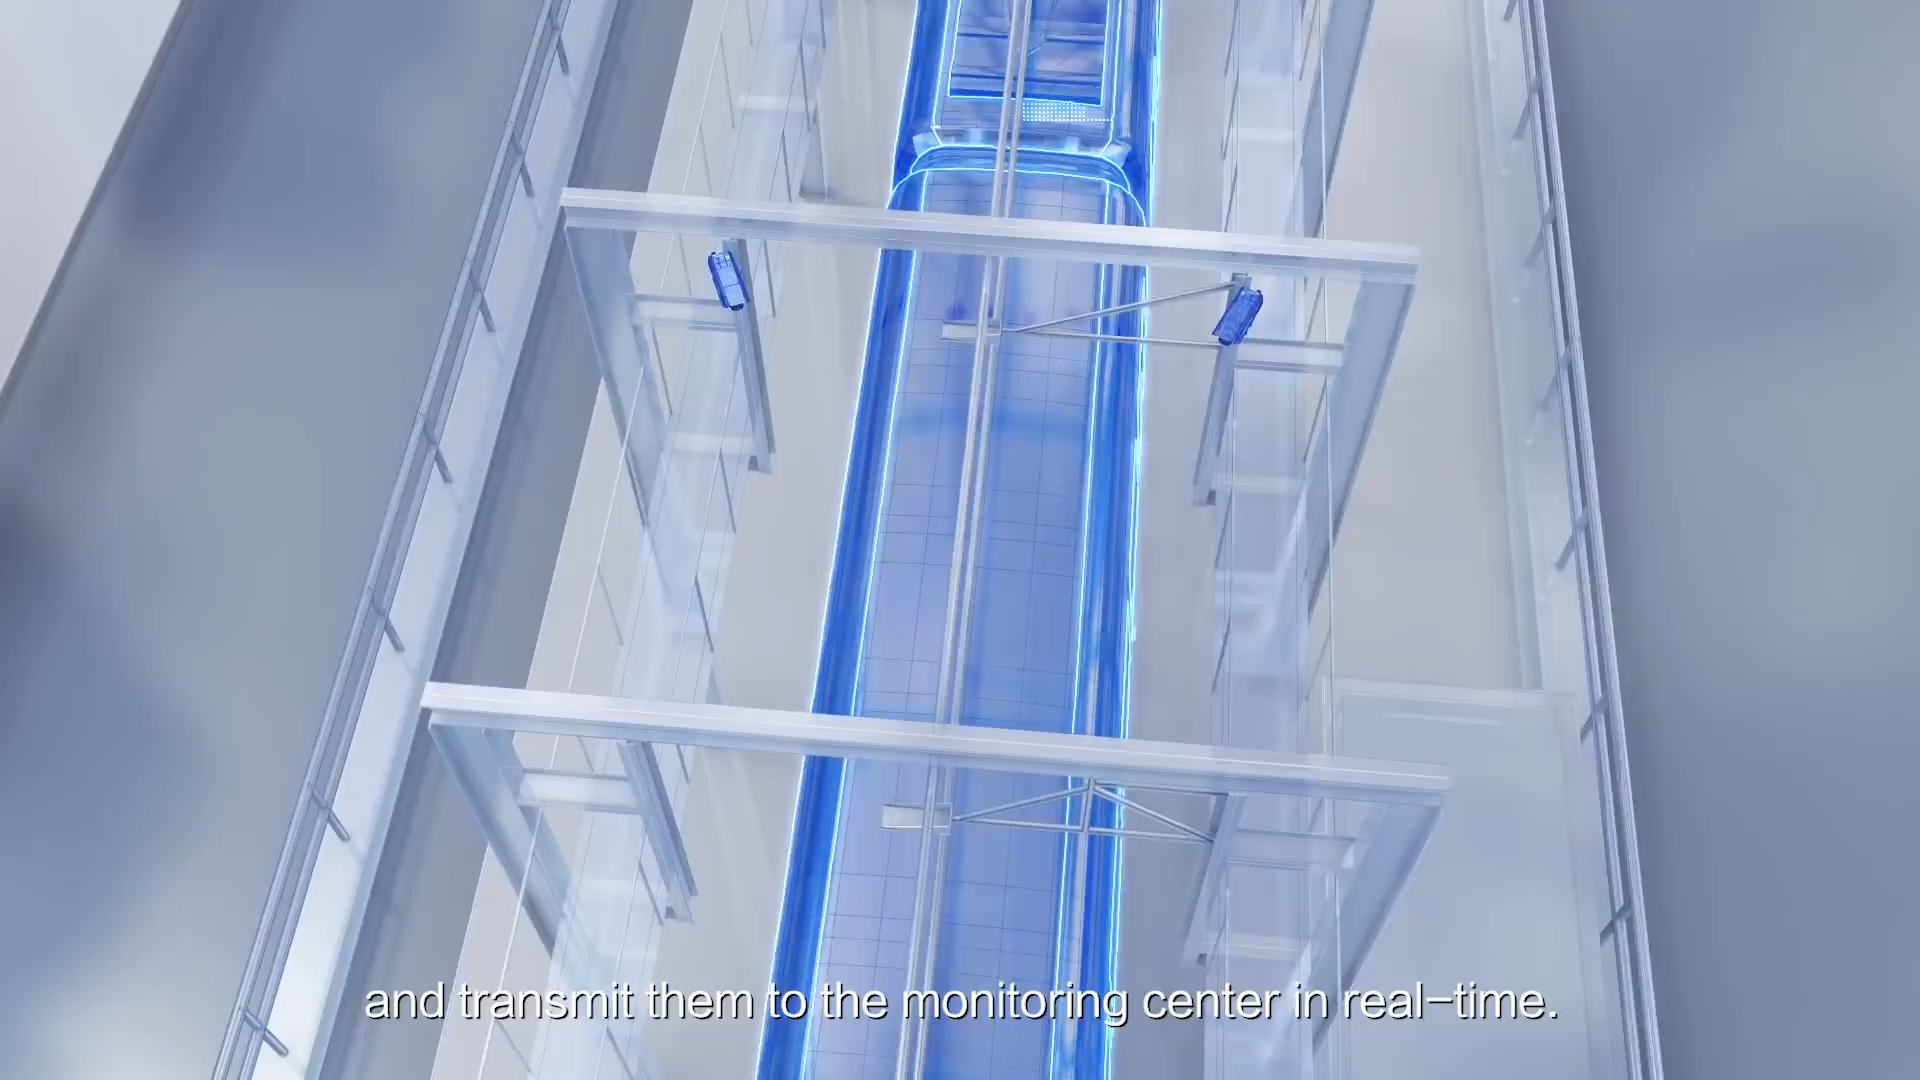 and transmit them to the monitoring center in real-time.